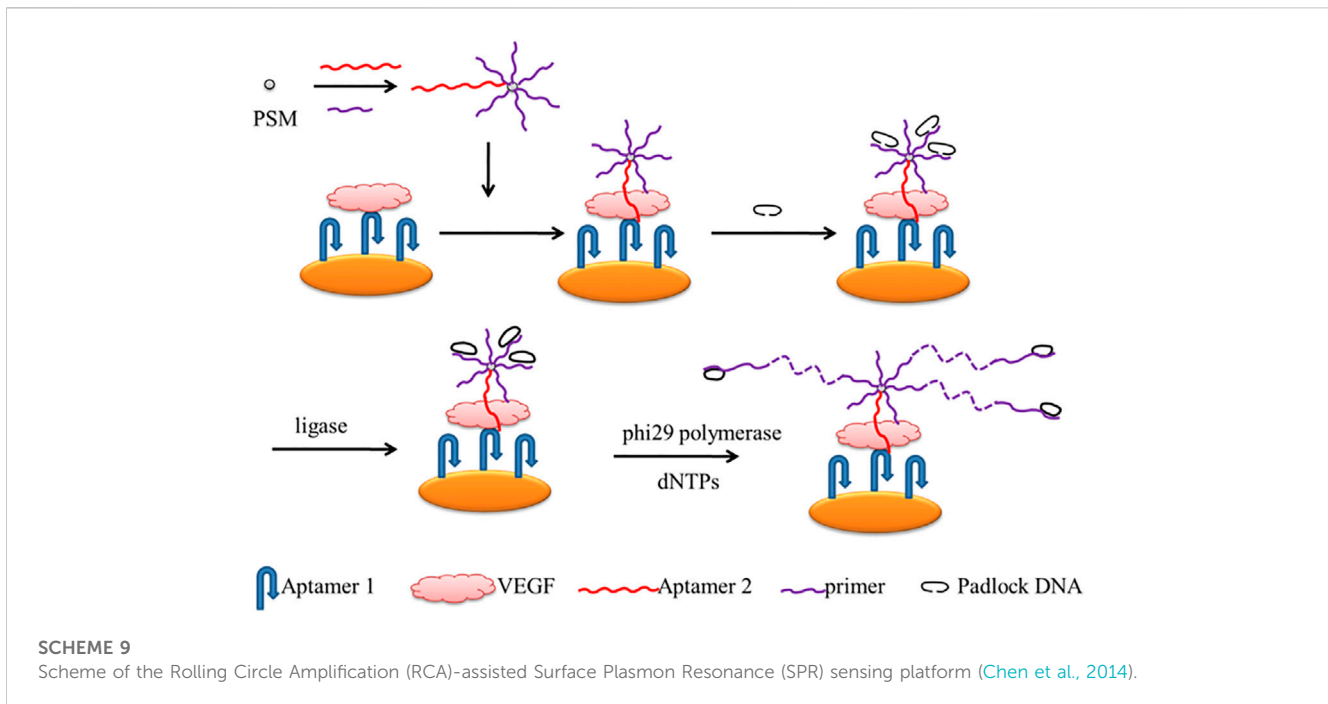 PSM
ligase
phi29 polymerase
dNTPs
Aptamer 1
VEGF
Aptamer 2
primer
Padlock DNA
SCHEME 9
Scheme of the Rolling Circle Amplification (RCA)-assisted Surface Plasmon Resonance (SPR) sensing platform (Chen et al., 2014).